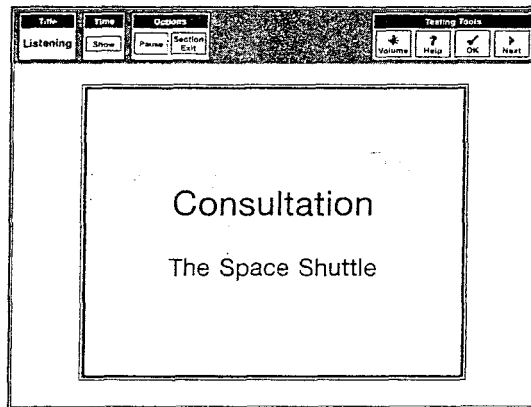 Title Time Options Testing Tools
Listening Show Pause Section Exit Volume Help OK Next
Consultation
The Space Shuttle